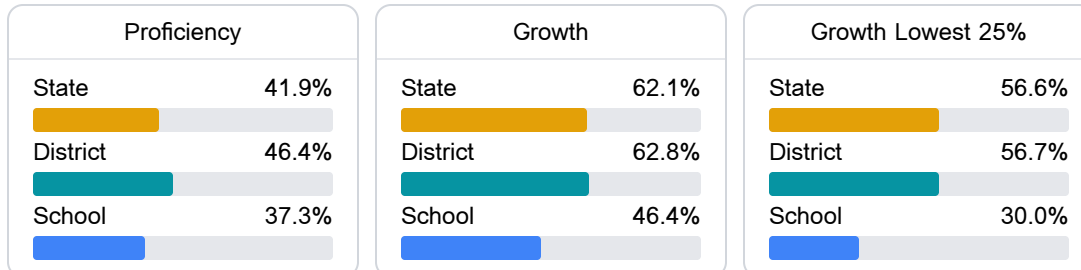 Proficiency
State 41.9%
District 46.4%
School 37.3%
Growth
State 62.1%
District 62.8%
School 46.4%
Growth Lowest 25%
State 56.6%
District 56.7%
School 30.0%